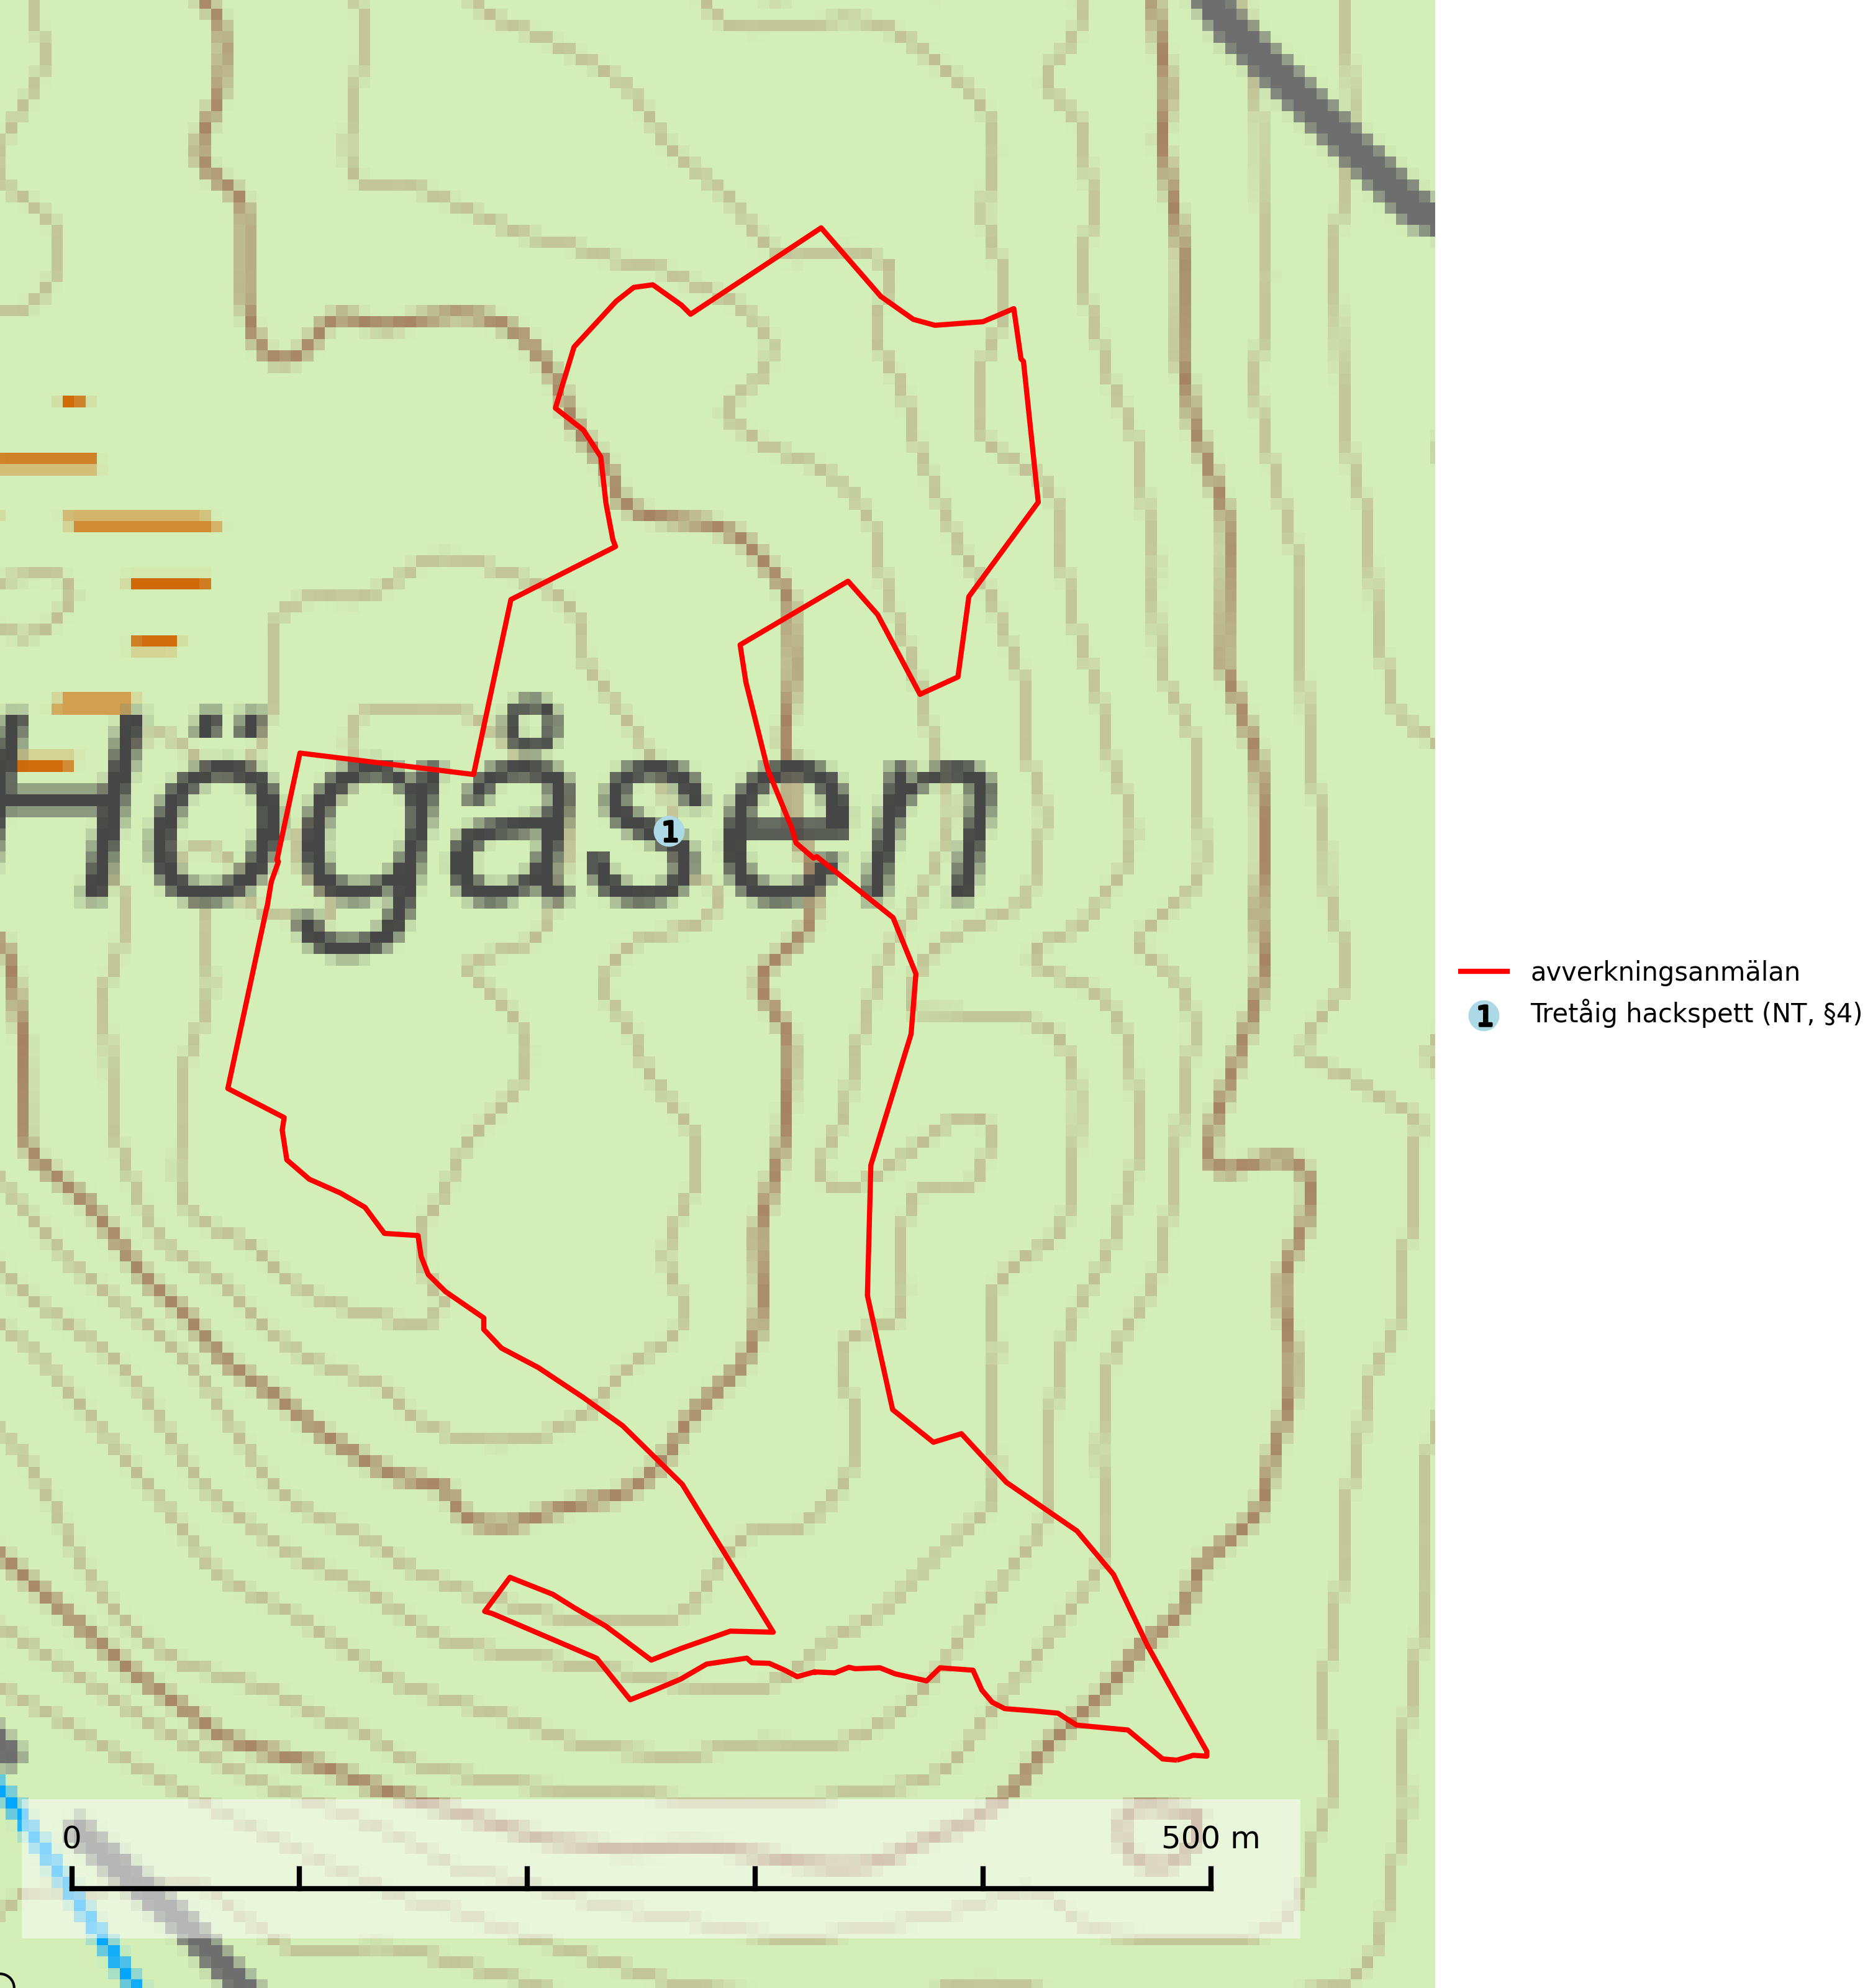 Högåsen
1
avverkningsanmälan
1 Tretåig hackspett (NT, §4)
0 500 m